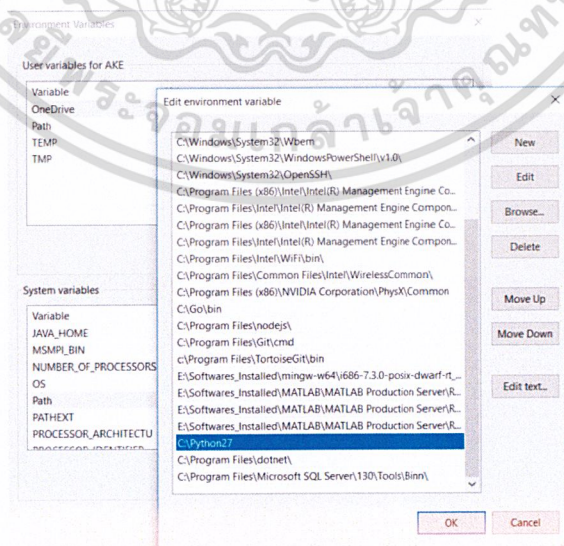 Environment Variables
User variables for AKE
Variable
OneDrive
Path
TEMP
TMP
System variables
Variable
JAVA_HOME
MSMPI_BIN
NUMBER_OF_PROCESSORS
OS
Path
PATHEXT
PROCESSOR_ARCHITECTU
PROCESSOR_IDENTIFIER
Edit environment variable
C:\Windows\System32\Wbem
C:\Windows\System32\WindowsPowerShell\v1.0\
C:\Windows\System32\OpenSSH\
C:\Program Files (x86)\Intel\Intel(R) Management Engine Co...
C:\Program Files\Intel\Intel(R) Management Engine Compon...
C:\Program Files (x86)\Intel\Intel(R) Management Engine Co...
C:\Program Files\Intel\Intel(R) Management Engine Compon...
C:\Program Files\Intel\WiFi\bin\
C:\Program Files\Common Files\Intel\WirelessCommon\
C:\Program Files (x86)\NVIDIA Corporation\PhysX\Common
C:\Go\bin
C:\Program Files\nodejs\
C:\Program Files\Git\cmd
c:\Program Files\TortoiseGit\bin
E:\Softwares_Installed\mingw-w64\i686-7.3.0-posix-dwarf-rt_...
E:\Softwares_Installed\MATLAB\MATLAB Production Server\R...
E:\Softwares_Installed\MATLAB\MATLAB Production Server\R...
E:\Softwares_Installed\MATLAB\MATLAB Production Server\R...
C:\Python27
C:\Program Files\dotnet\
C:\Program Files\Microsoft SQL Server\130\Tools\Binn\
New
Edit
Browse...
Delete
Move Up
Move Down
Edit text...
OK
Cancel